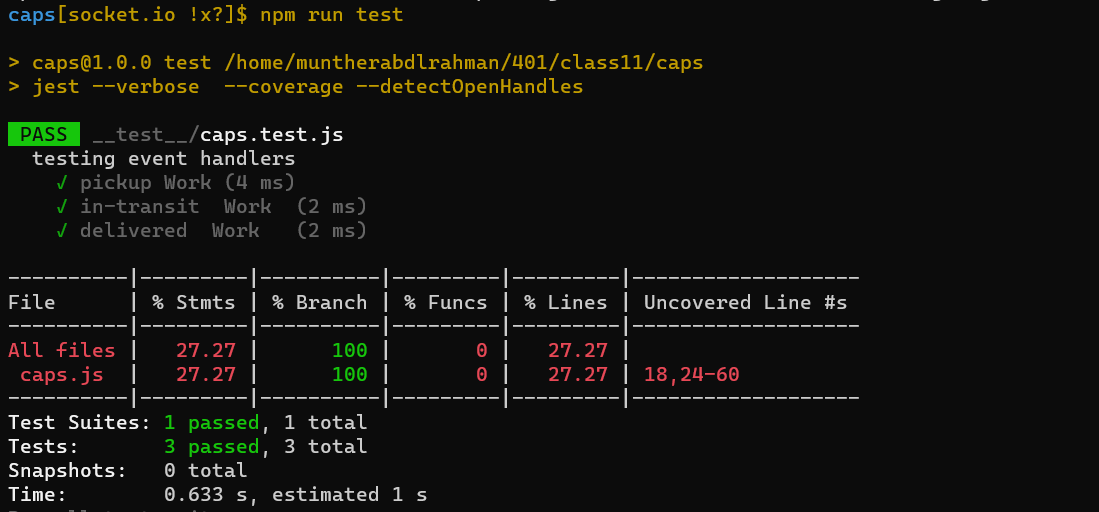 caps[socket.io !x?]$ npm run test
> caps@1.0.0 test /home/muntherabdlrahman/401/class11/caps
> jest --verbose  --coverage --detectOpenHandles
PASS __test__/caps.test.js
  testing event handlers
    √ pickup Work (4 ms)
    √ in-transit  Work  (2 ms)
    √ delivered  Work   (2 ms)
----------|---------|----------|---------|---------|-------------------
File      | % Stmts | % Branch | % Funcs | % Lines | Uncovered Line #s
----------|---------|----------|---------|---------|-------------------
All files |   27.27 |      100 |       0 |   27.27 |
 caps.js  |   27.27 |      100 |       0 |   27.27 | 18,24-60
----------|---------|----------|---------|---------|-------------------
Test Suites: 1 passed, 1 total
Tests:       3 passed, 3 total
Snapshots:   0 total
Time:        0.633 s, estimated 1 s